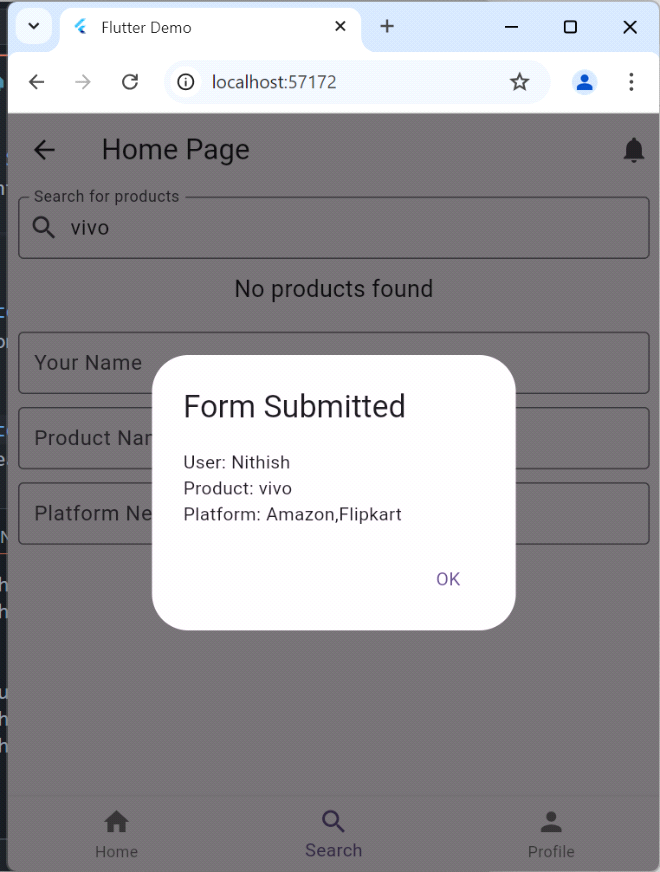 Flutter Demo
localhost:57172
Home Page
Search for products
vivo
No products found
Your Name
Form Submitted
User: Nithish
Product: vivo
Platform: Amazon,Flipkart
OK
Product Nar
Platform Ne
Home
Search
Profile